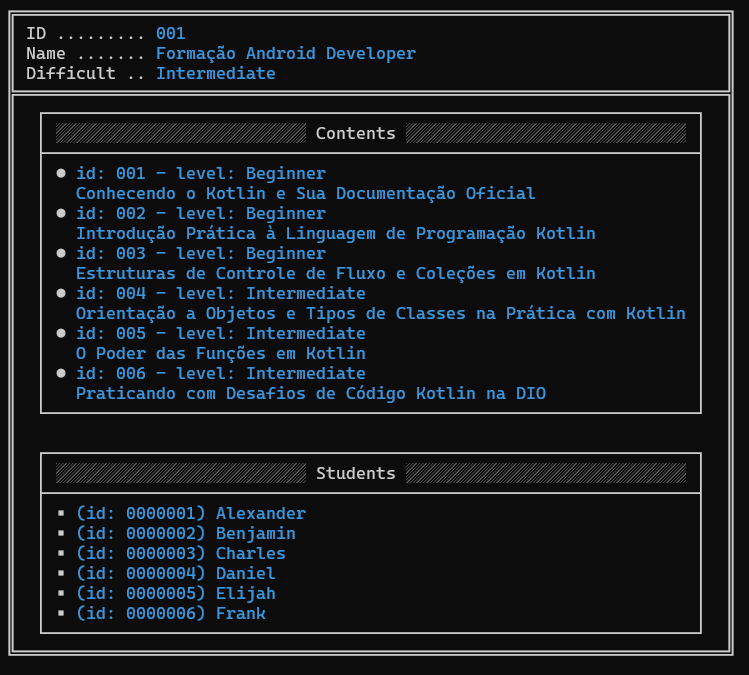 ID ......... 001
Name ....... Formação Android Developer
Difficult .. Intermediate
Contents
● id: 001 - level: Beginner
Conhecendo o Kotlin e Sua Documentação Oficial
● id: 002 - level: Beginner
Introdução Prática à Linguagem de Programação Kotlin
● id: 003 - level: Beginner
Estruturas de Controle de Fluxo e Coleções em Kotlin
● id: 004 - level: Intermediate
Orientação a Objetos e Tipos de Classes na Prática com Kotlin
● id: 005 - level: Intermediate
O Poder das Funções em Kotlin
● id: 006 - level: Intermediate
Praticando com Desafios de Código Kotlin na DIO
Students
▪ (id: 0000001) Alexander
▪ (id: 0000002) Benjamin
▪ (id: 0000003) Charles
▪ (id: 0000004) Daniel
▪ (id: 0000005) Elijah
▪ (id: 0000006) Frank